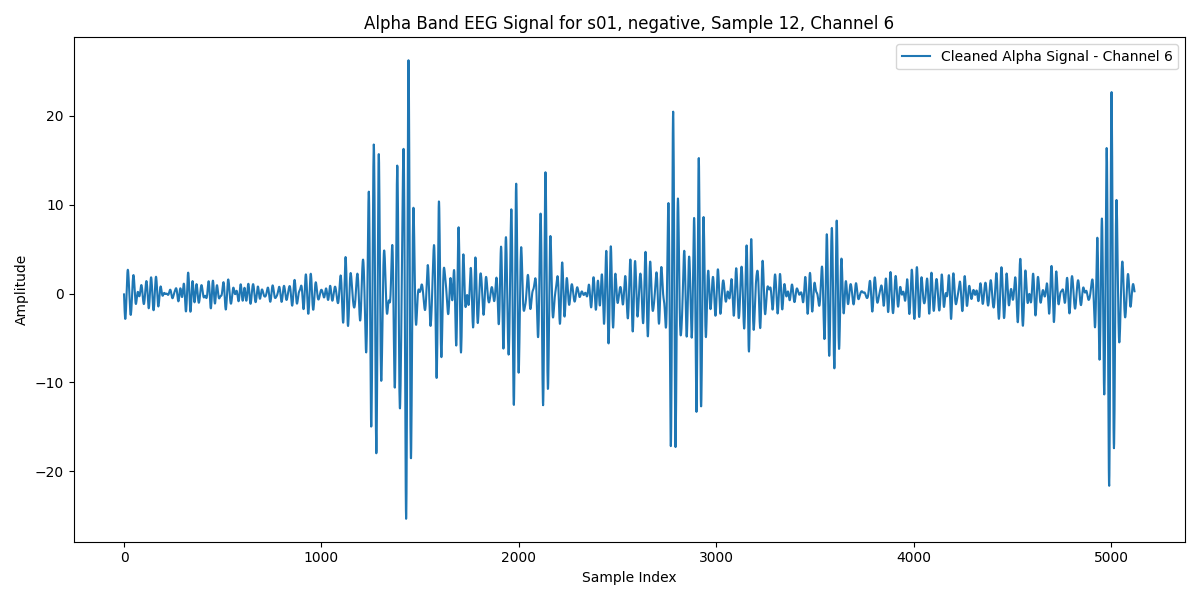 Alpha Band EEG Signal for s01, negative, Sample 12, Channel 6
Cleaned Alpha Signal - Channel 6
Amplitude
20
10
0
−10
−20
0 1000 2000 3000 4000 5000
Sample Index